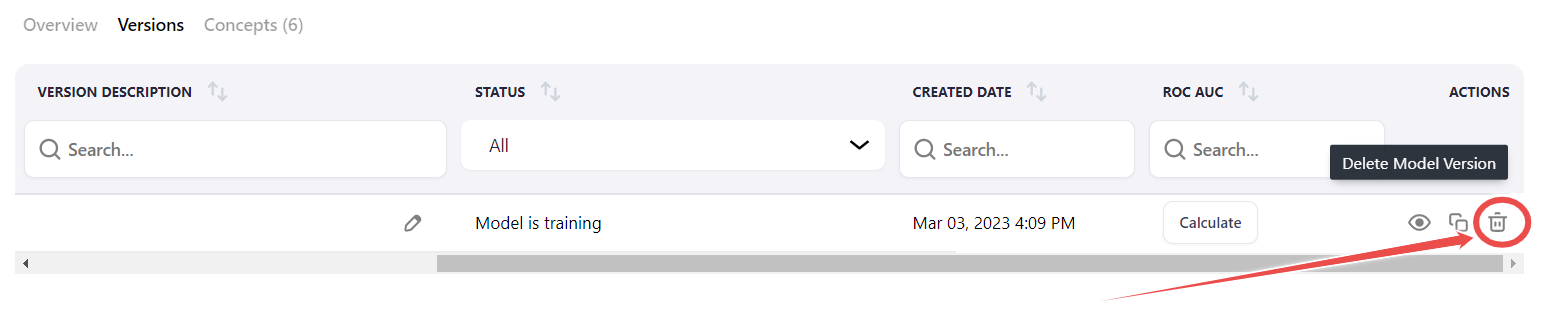 Overview Versions Concepts (6)
VERSION DESCRIPTION STATUS CREATED DATE ROC AUC ACTIONS
Search... All Search... Search...
Delete Model Version
Model is training Mar 03, 2023 4:09 PM Calculate